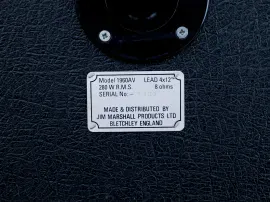 Model 1960AV LEAD 4x12"
280 W R.M.S. 8 ohms
SERIAL No:-
MADE & DISTRIBUTED BY
JIM MARSHALL PRODUCTS LTD
BLETCHLEY ENGLAND